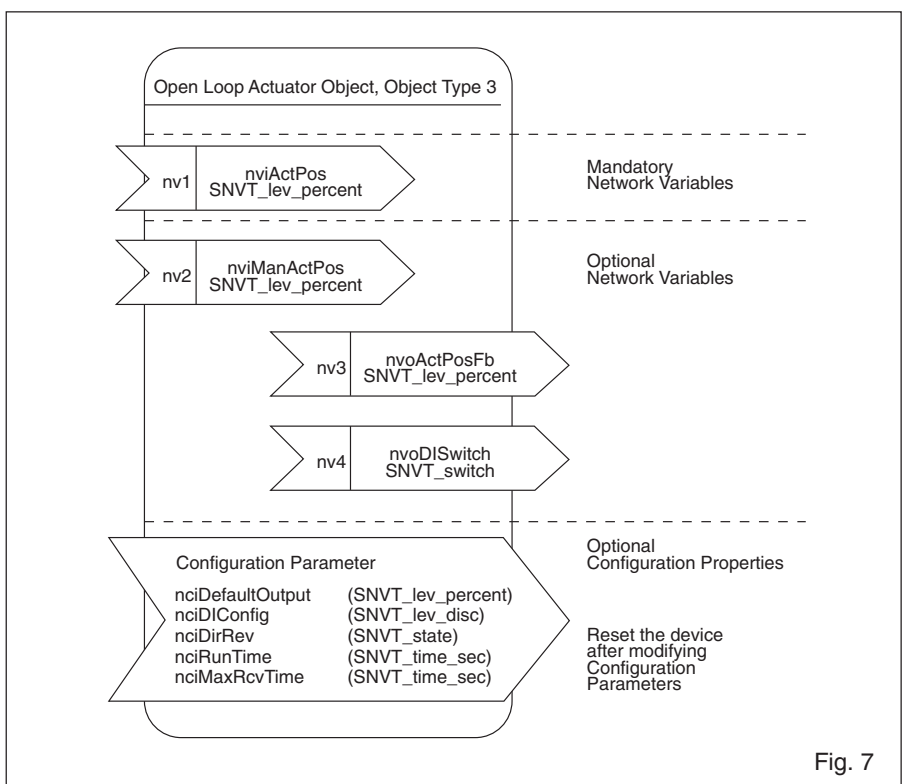 Open Loop Actuator Object, Object Type 3
nv1
nviActPos
SNVT_lev_percent
Mandatory
Network Variables
nv2
nviManActPos
SNVT_lev_percent
Optional
Network Variables
nv3
nvoActPosFb
SNVT_lev_percent
nv4
nvoDISwitch
SNVT_switch
Configuration Parameter
nciDefaultOutput (SNVT_lev_percent)
nciDIConfig (SNVT_lev_disc)
nciDirRev (SNVT_state)
nciRunTime (SNVT_time_sec)
nciMaxRcvTime (SNVT_time_sec)
Optional
Configuration Properties
Reset the device
after modifying
Configuration
Parameters
Fig. 7